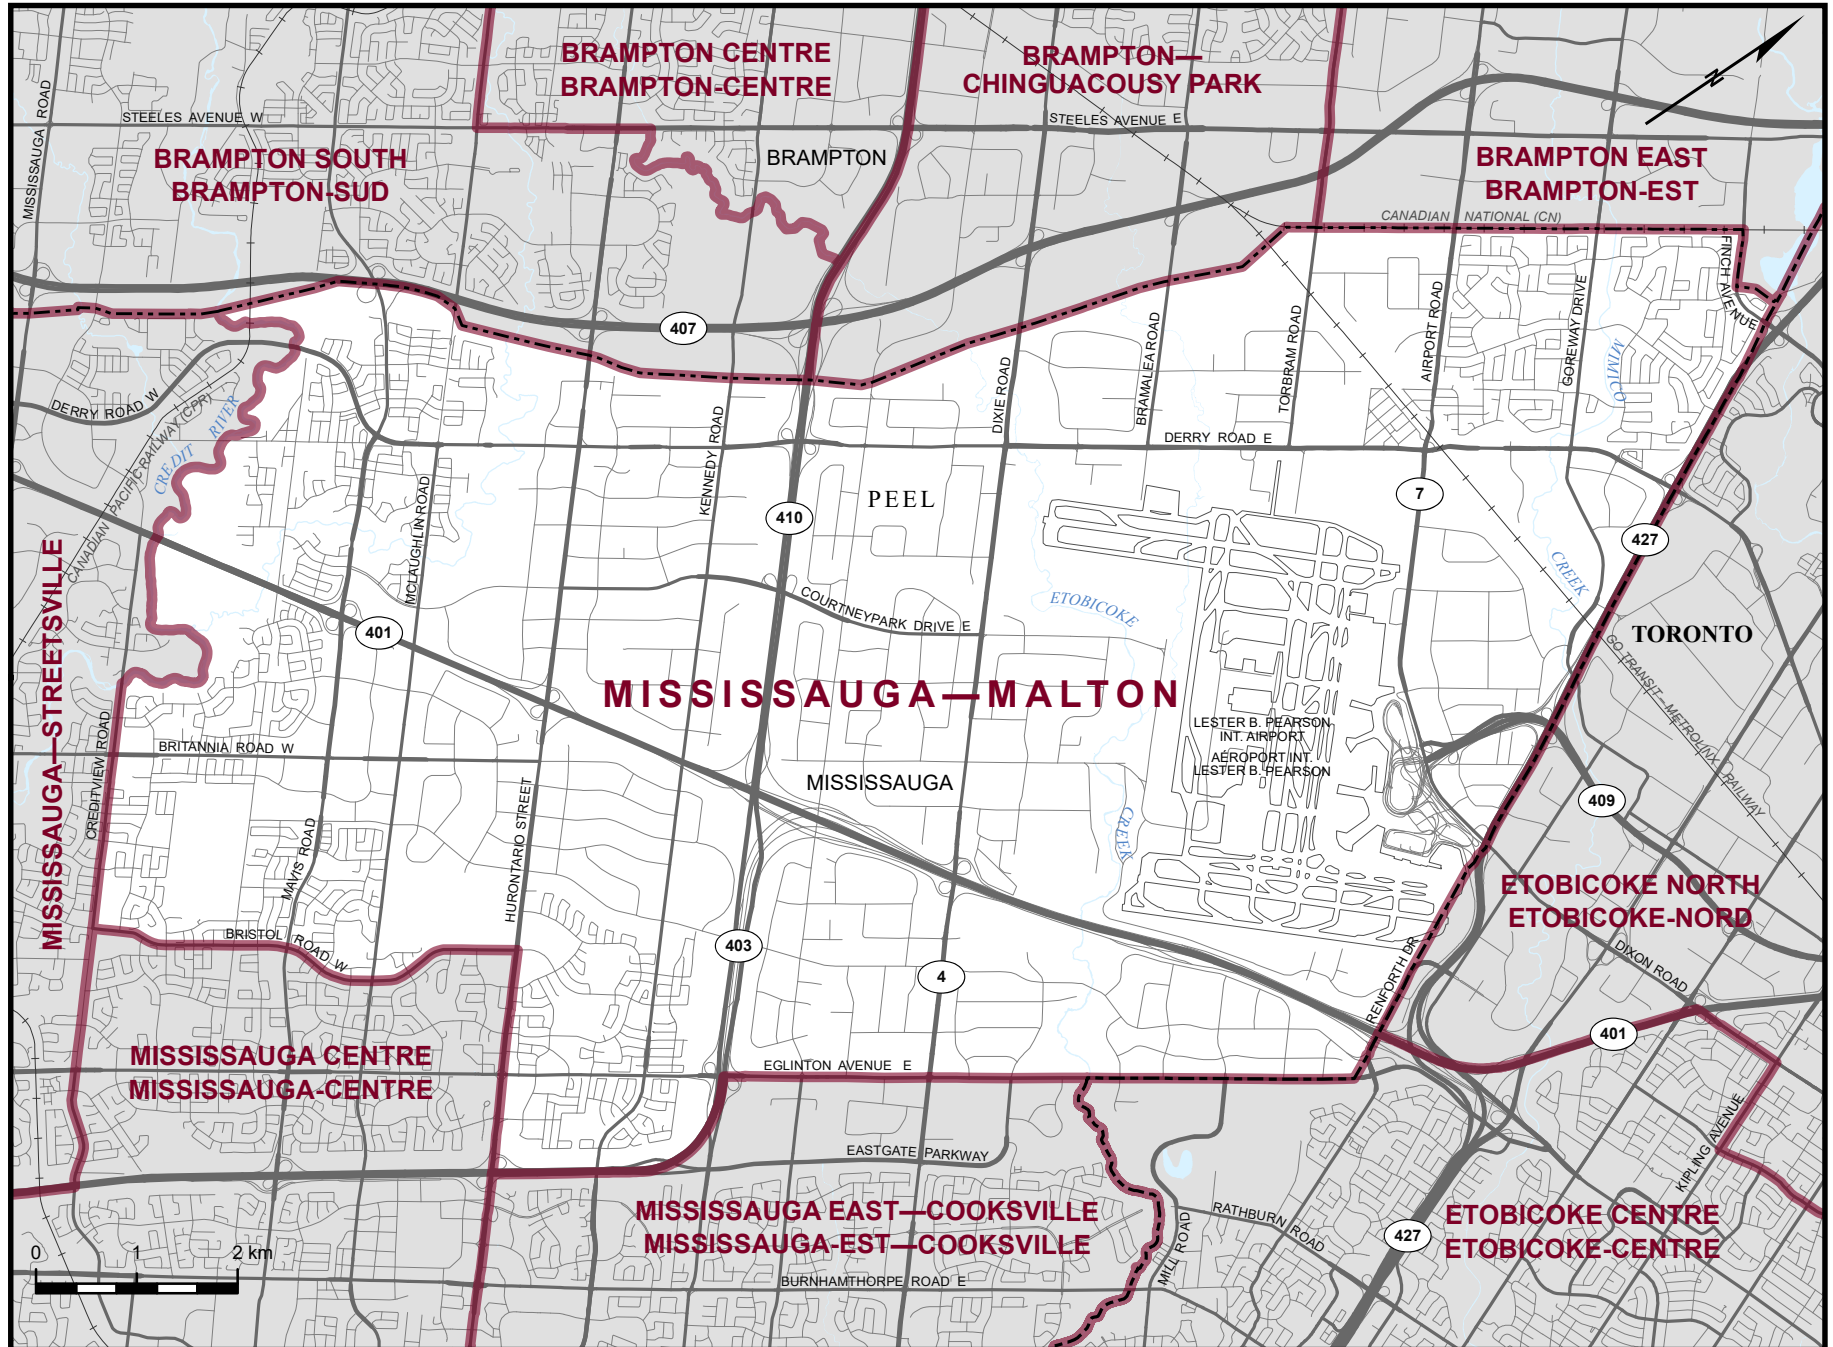 BRAMPTON CENTRE
BRAMPTON-CENTRE
BRAMPTON—
CHINGUACOUSY PARK
N
MISSISSAUGA ROAD
STEELES AVENUE W
STEELES AVENUE E
BRAMPTON SOUTH
BRAMPTON-SUD
BRAMPTON
BRAMPTON EAST
BRAMPTON-EST
CANADIAN NATIONAL (CN)
FINCH AVENUE
407
DERRY ROAD W
CANADIAN PACIFIC RAILWAY (CPR)
CREDIT RIVER
KENNEDY ROAD
DIXIE ROAD
BRAMALEA ROAD
TORBRAM ROAD
AIRPORT ROAD
GOREWAY DRIVE
MIMICO
CREEK
DERRY ROAD E
MCLAUGHLIN ROAD
PEEL
410
7
427
401
COURTNEYPARK DRIVE E
ETOBICOKE
CREEK
TORONTO
GO TRANSIT - METROLINX RAILWAY
MISSISSAUGA—STREETSVILLE
MISSISSAUGA—MALTON
LESTER B. PEARSON
INT. AIRPORT
AÉROPORT INT.
LESTER B. PEARSON
CREDITVIEW ROAD
BRITANNIA ROAD W
MISSISSAUGA
HURONTARIO STREET
MAVIS ROAD
409
ETOBICOKE NORTH
ETOBICOKE-NORD
BRISTOL ROAD W
403
4
RENFORTH DR
DIXON ROAD
401
MISSISSAUGA CENTRE
MISSISSAUGA-CENTRE
EGLINTON AVENUE E
EASTGATE PARKWAY
KIPLING AVENUE
MISSISSAUGA EAST—COOKSVILLE
MISSISSAUGA-EST—COOKSVILLE
MILL ROAD
RATHBURN ROAD
427
ETOBICOKE CENTRE
ETOBICOKE-CENTRE
0 1 2 km
BURNHAMTHORPE ROAD E